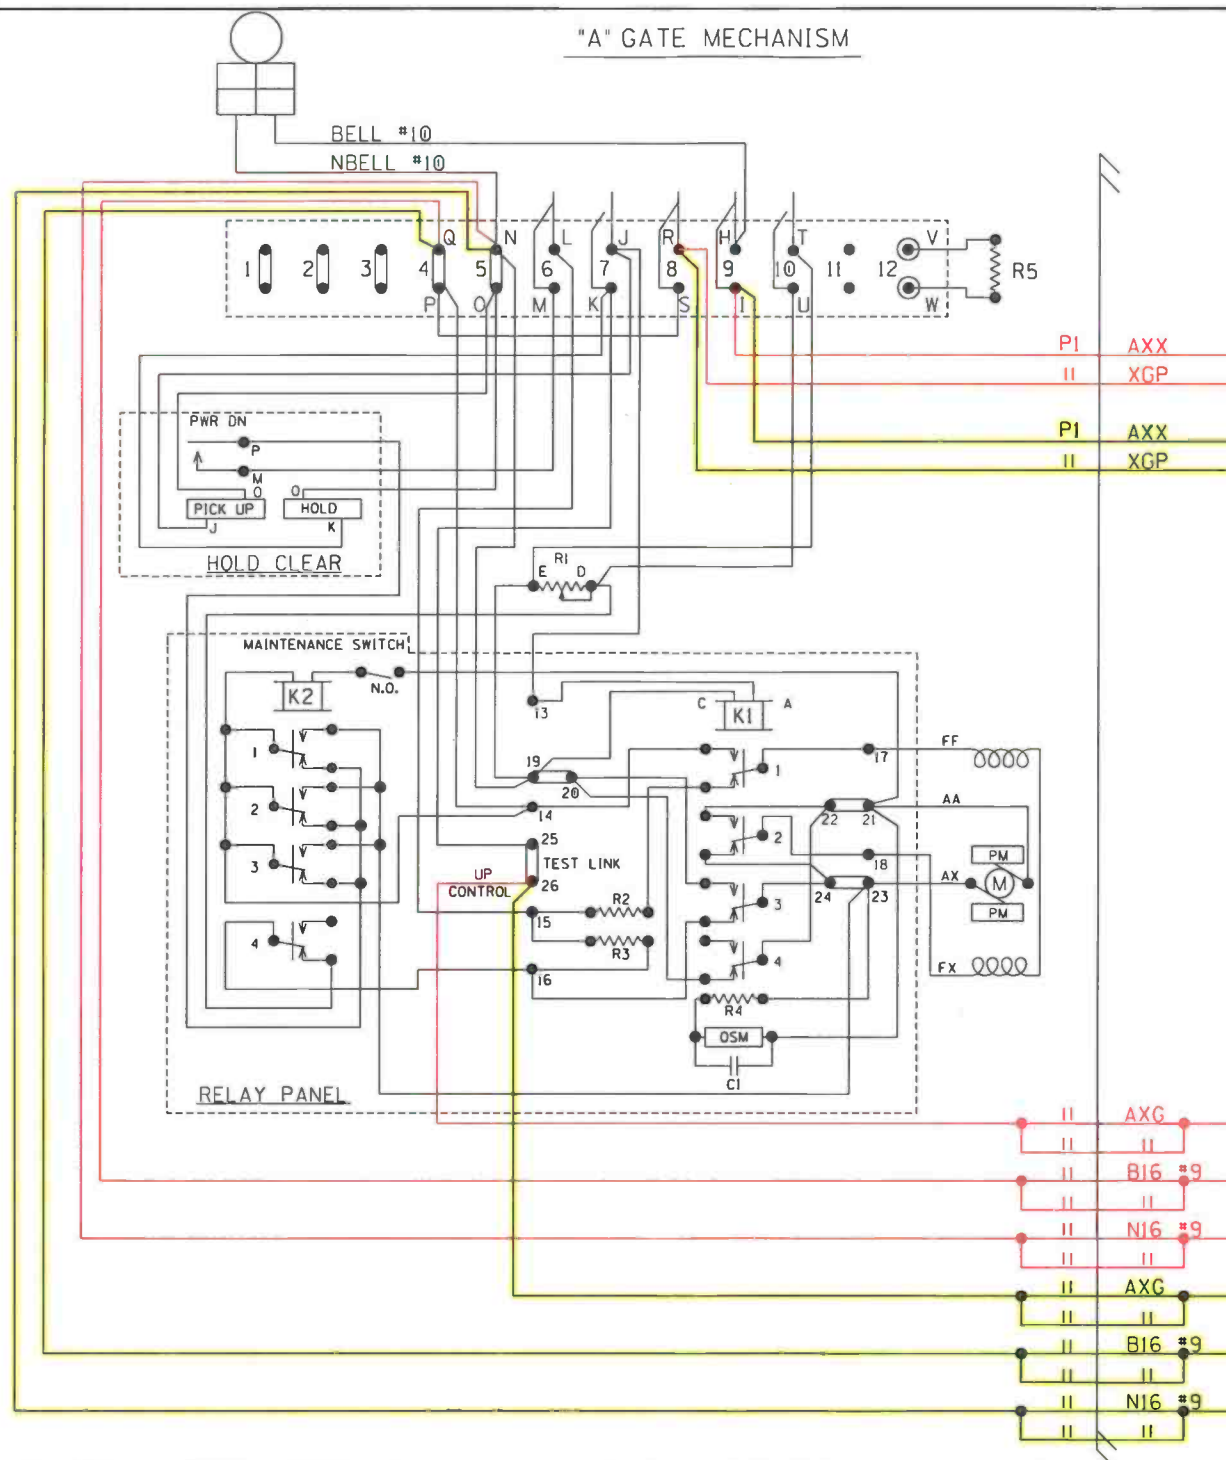 "A" GATE MECHANISM
BELL #10
NBELL #10
Q N L J R H T V
1 2 3 4 5 6 7 8 9 10 11 12 R5
P O M K S I U W
P1 AXX
11 XGP
P1 AXX
11 XGP
PWR DN
P
M
O O
PICK UP HOLD
J K
HOLD CLEAR
R1
E D
MAINTENANCE SWITCH
K2 N.O.
13 C K1 A
1 19 1 17 FF
20
2 14 22 21 AA
25 2 18
3 TEST LINK PM
UP 26 24 23 AX M
CONTROL R2 3 PM
15
4 R3 4
16 FX
R4
OSM
C1
RELAY PANEL
11 AXG
11 11
11 B16 #9
11 11
11 N16 #9
11 11
11 AXG
11 11
11 B16 #9
11 11
11 N16 #9
11 11